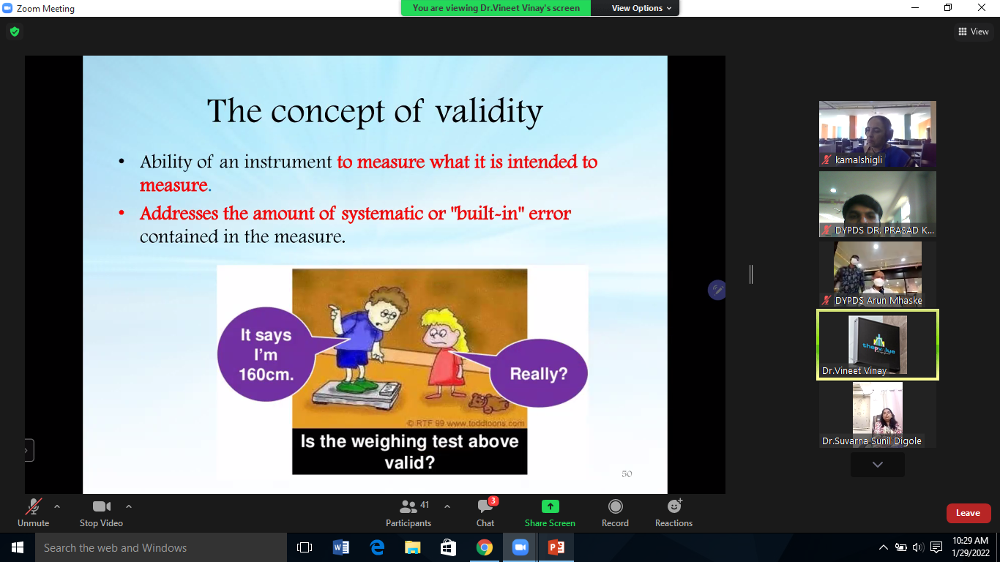 Zoom Meeting
You are viewing Dr.Vineet Vinay's screen
View Options
View
The concept of validity
• Ability of an instrument to measure what it is intended to
measure.
• Addresses the amount of systematic or "built-in" error
contained in the measure.
It says
I'm
160cm.
Really?
© RTF 99 www.toddtoons.com
Is the weighing test above
valid?
50
kamalshigli
DYPDS DR. PRASAD K...
DYPDS Arun Mhaske
Dr.Vineet Vinay
Dr.Suvarna Sunil Digole
Unmute
Stop Video
41
Participants
3
Chat
Share Screen
Record
Reactions
Leave
Search the web and Windows
10:29 AM
1/29/2022